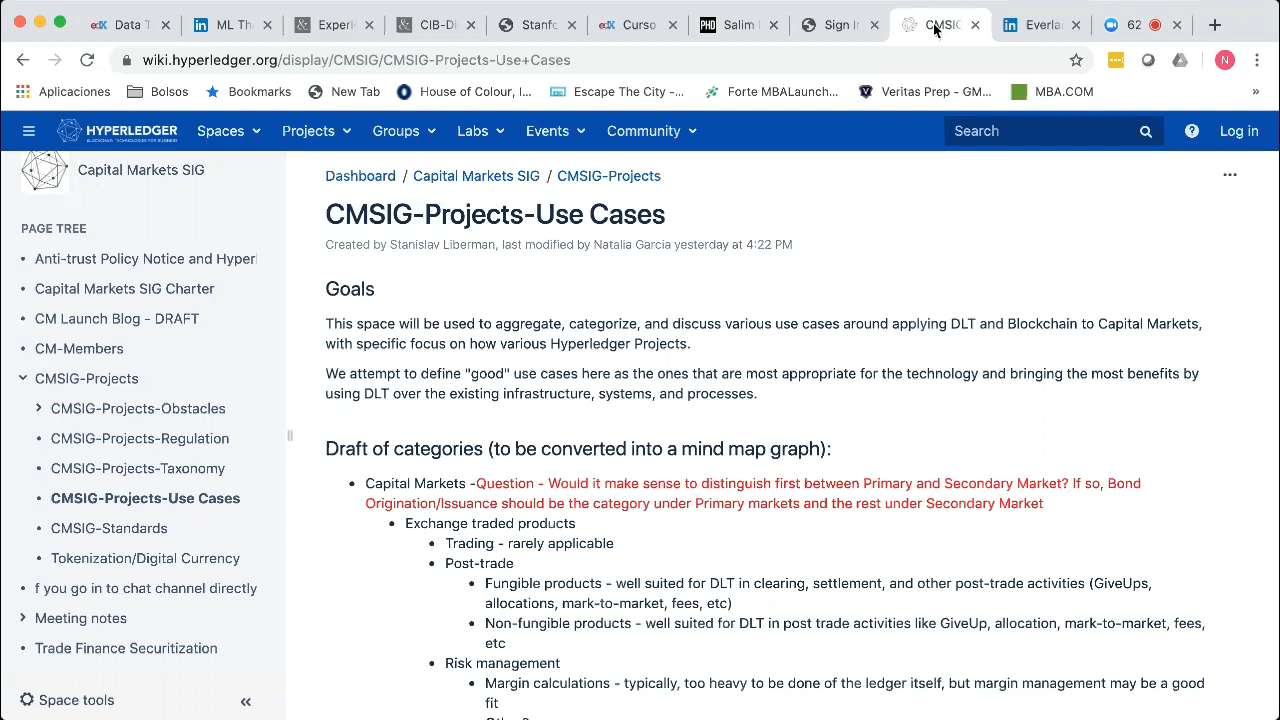 Data T
ML Th
Experi
CIB-Di
Stanfo
Curso
Salim
Sign I
CMSIG
Everla
62
wiki.hyperledger.org/display/CMSIG/CMSIG-Projects-Use+Cases
N
Aplicaciones
Bolsos
Bookmarks
New Tab
House of Colour, I...
Escape The City -...
Forte MBALaunch...
Veritas Prep - GM...
MBA.COM
»
HYPERLEDGER
BLOCKCHAIN TECHNOLOGIES FOR BUSINESS
Spaces
Projects
Groups
Labs
Events
Community
Search
Log in
Capital Markets SIG
PAGE TREE
Anti-trust Policy Notice and Hyperl
Capital Markets SIG Charter
CM Launch Blog - DRAFT
CM-Members
CMSIG-Projects
CMSIG-Projects-Obstacles
CMSIG-Projects-Regulation
CMSIG-Projects-Taxonomy
CMSIG-Projects-Use Cases
CMSIG-Standards
Tokenization/Digital Currency
f you go in to chat channel directly
Meeting notes
Trade Finance Securitization
Space tools
«
Dashboard / Capital Markets SIG / CMSIG-Projects
CMSIG-Projects-Use Cases
Created by Stanislav Liberman, last modified by Natalia Garcia yesterday at 4:22 PM
Goals
This space will be used to aggregate, categorize, and discuss various use cases around applying DLT and Blockchain to Capital Markets,
with specific focus on how various Hyperledger Projects.
We attempt to define "good" use cases here as the ones that are most appropriate for the technology and bringing the most benefits by
using DLT over the existing infrastructure, systems, and processes.
Draft of categories (to be converted into a mind map graph):
Capital Markets -Question - Would it make sense to distinguish first between Primary and Secondary Market? If so, Bond
Origination/Issuance should be the category under Primary markets and the rest under Secondary Market
Exchange traded products
Trading - rarely applicable
Post-trade
Fungible products - well suited for DLT in clearing, settlement, and other post-trade activities (GiveUps,
allocations, mark-to-market, fees, etc)
Non-fungible products - well suited for DLT in post trade activities like GiveUp, allocation, mark-to-market, fees,
etc
Risk management
Margin calculations - typically, too heavy to be done of the ledger itself, but margin management may be a good
fit